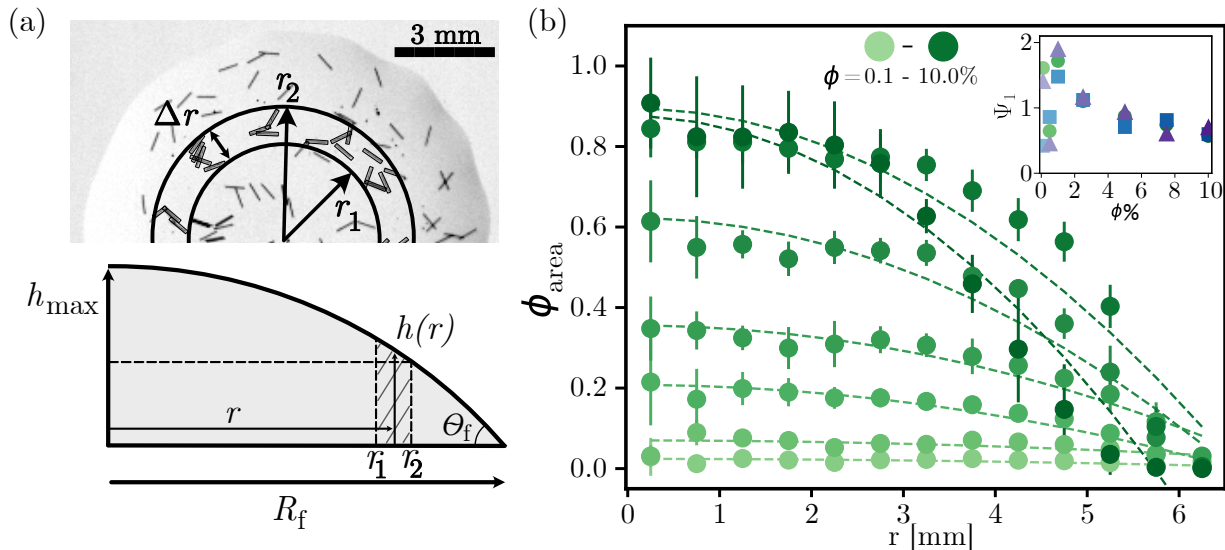 (a)
3 mm
r2
Δr
r1
hmax
h(r)
r
Θf
r1
r2
Rf
(b)
ϕarea
1.0
0.8
0.6
0.4
0.2
0.0
0
1
2
3
4
5
6
r [mm]
-
ϕ = 0.1 - 10.0%
Ψ1
2
1
0
0
2
4
6
8
10
ϕ%